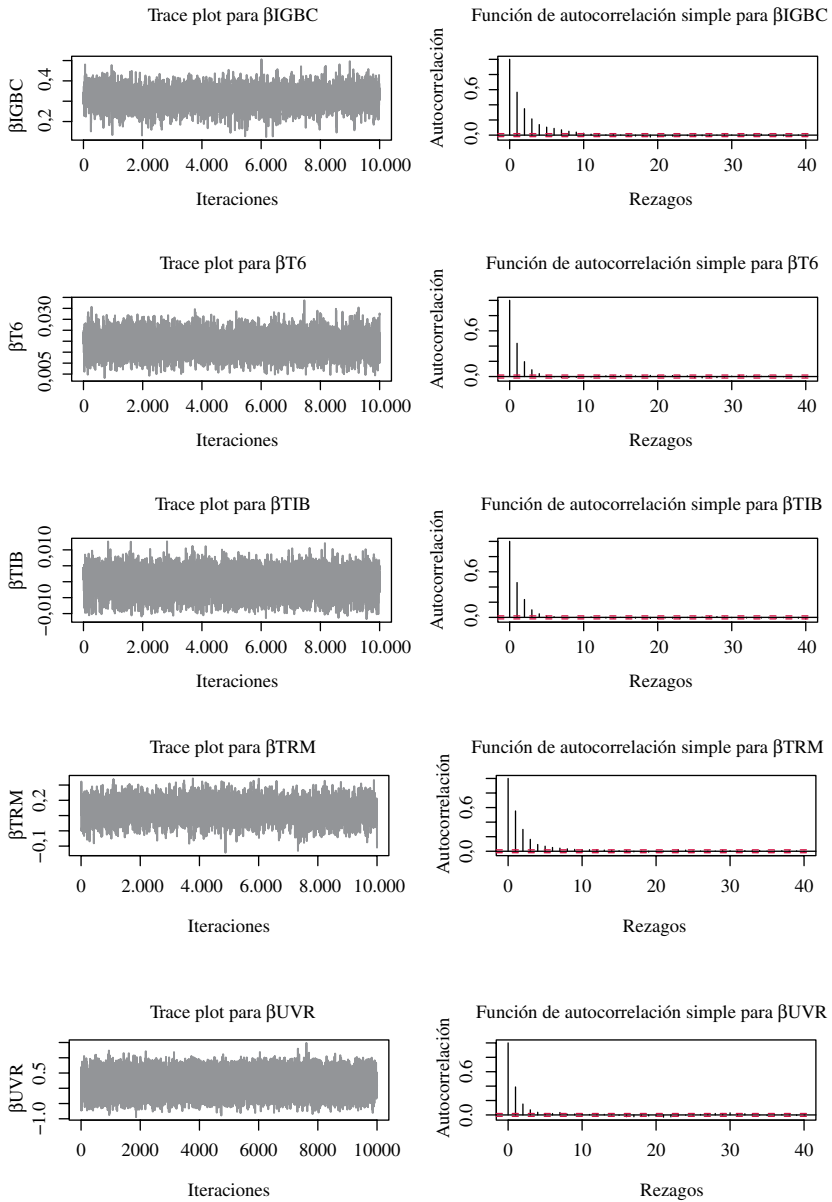 Trace plot para βIGBC
βIGBC
0,2 0,4
0 2.000 4.000 6.000 8.000 10.000
Iteraciones
Función de autocorrelación simple para βIGBC
Autocorrelación
0,0 0,6
0 10 20 30 40
Rezagos
Trace plot para βT6
βT6
0,005 0,030
0 2.000 4.000 6.000 8.000 10.000
Iteraciones
Función de autocorrelación simple para βT6
Autocorrelación
0,0 0,6
0 10 20 30 40
Rezagos
Trace plot para βTIB
βTIB
−0,010 0,010
0 2.000 4.000 6.000 8.000 10.000
Iteraciones
Función de autocorrelación simple para βTIB
Autocorrelación
0,0 0,6
0 10 20 30 40
Rezagos
Trace plot para βTRM
βTRM
−0,1 0,2
0 2.000 4.000 6.000 8.000 10.000
Iteraciones
Función de autocorrelación simple para βTRM
Autocorrelación
0,0 0,6
0 10 20 30 40
Rezagos
Trace plot para βUVR
βUVR
−1.0 0.5
0 2000 4000 6000 8000 10000
Iteraciones
Función de autocorrelación simple para βUVR
Autocorrelación
0.0 0.6
0 10 20 30 40
Rezagos